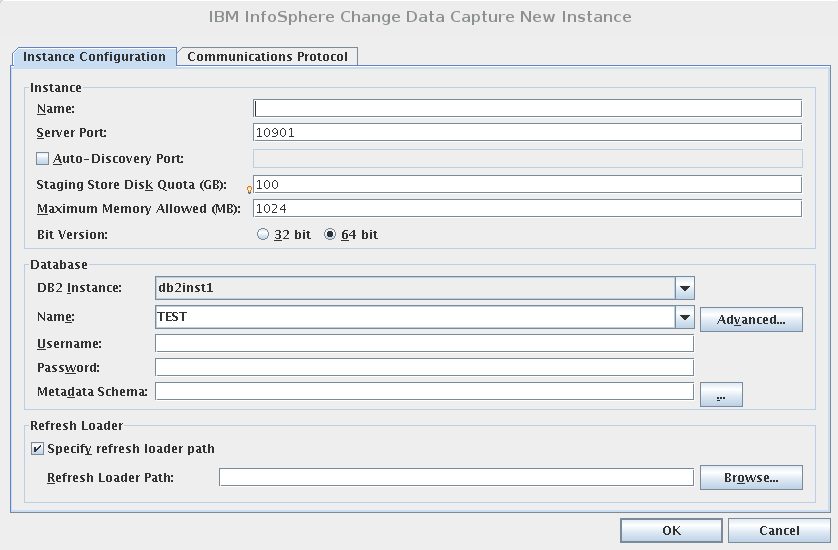 IBM InfoSphere Change Data Capture New Instance
Instance Configuration Communications Protocol
Instance
Name:
Server Port: 10901
Auto-Discovery Port:
Staging Store Disk Quota (GB): 100
Maximum Memory Allowed (MB): 1024
Bit Version: 32 bit 64 bit
Database
DB2 Instance: db2inst1
Name: TEST Advanced...
Username:
Password:
Metadata Schema: ...
Refresh Loader
Specify refresh loader path
Refresh Loader Path: Browse...
OK Cancel